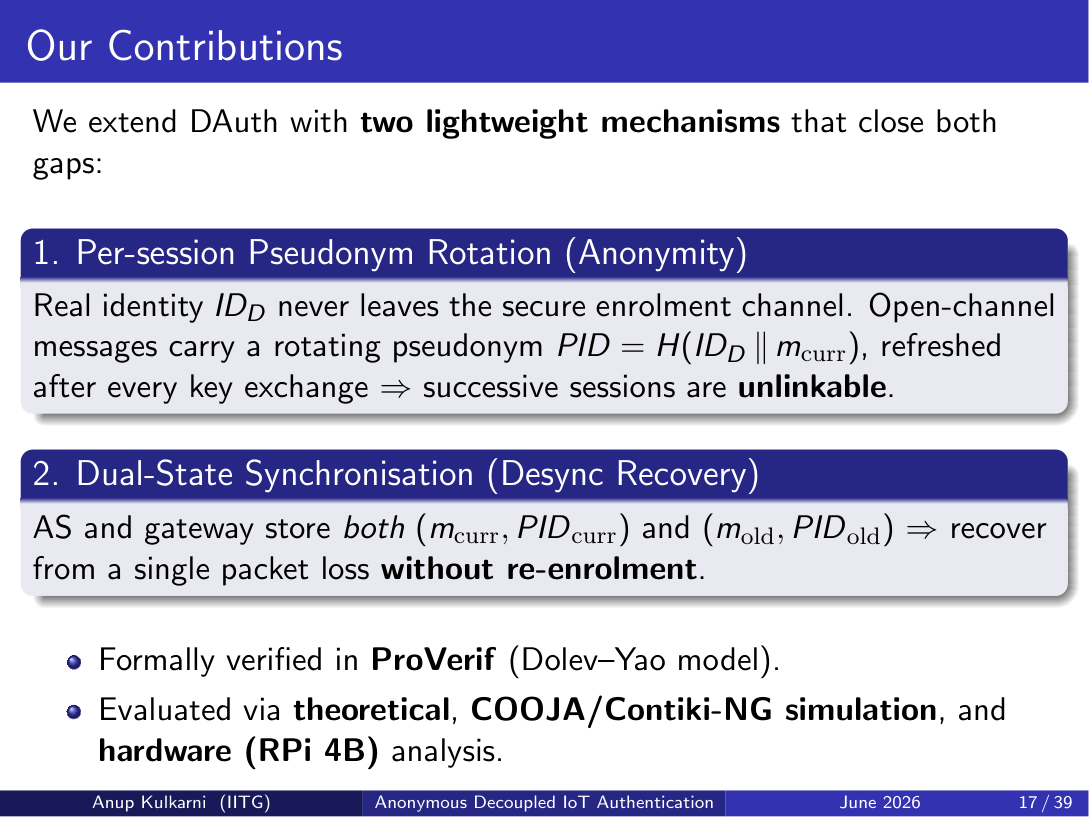 Our Contributions
We extend DAuth with two lightweight mechanisms that close both
gaps:
1. Per-session Pseudonym Rotation (Anonymity)
Real identity ID_D never leaves the secure enrolment channel. Open-channel
messages carry a rotating pseudonym PID = H(ID_D ∥ m_curr), refreshed
after every key exchange ⇒ successive sessions are unlinkable.
2. Dual-State Synchronisation (Desync Recovery)
AS and gateway store both (m_curr, PID_curr) and (m_old, PID_old) ⇒ recover
from a single packet loss without re-enrolment.
Formally verified in ProVerif (Dolev–Yao model).
Evaluated via theoretical, COOJA/Contiki-NG simulation, and
hardware (RPi 4B) analysis.
Anup Kulkarni (IITG) Anonymous Decoupled IoT Authentication June 2026 17 / 39